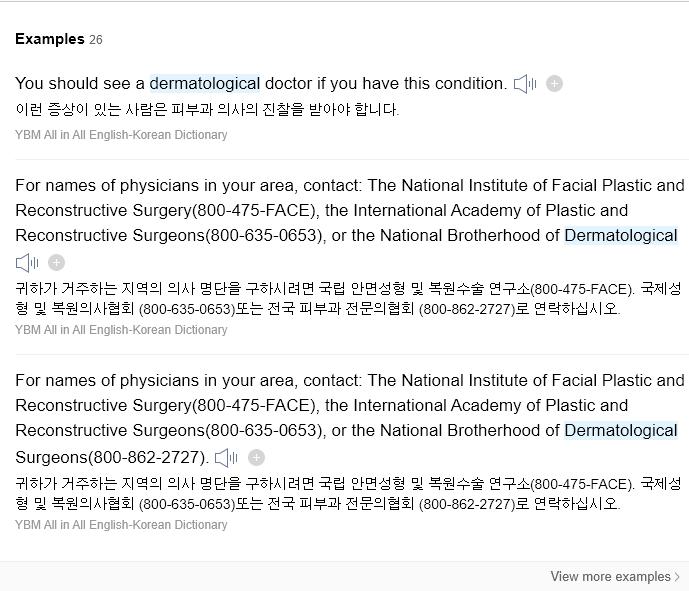 Examples 26
You should see a dermatological doctor if you have this condition.
이런 증상이 있는 사람은 피부과 의사의 진찰을 받아야 합니다.
YBM All in All English-Korean Dictionary
For names of physicians in your area, contact: The National Institute of Facial Plastic and
Reconstructive Surgery(800-475-FACE), the International Academy of Plastic and
Reconstructive Surgeons(800-635-0653), or the National Brotherhood of Dermatological
귀하가 거주하는 지역의 의사 명단을 구하시려면 국립 안면성형 및 복원수술 연구소(800-475-FACE). 국제성
형 및 복원의사협회 (800-635-0653)또는 전국 피부과 전문의협회 (800-862-2727)로 연락하십시오.
YBM All in All English-Korean Dictionary
For names of physicians in your area, contact: The National Institute of Facial Plastic and
Reconstructive Surgery(800-475-FACE), the International Academy of Plastic and
Reconstructive Surgeons(800-635-0653), or the National Brotherhood of Dermatological
Surgeons(800-862-2727).
귀하가 거주하는 지역의 의사 명단을 구하시려면 국립 안면성형 및 복원수술 연구소(800-475-FACE). 국제성
형 및 복원의사협회 (800-635-0653)또는 전국 피부과 전문의협회 (800-862-2727)로 연락하십시오.
YBM All in All English-Korean Dictionary
View more examples